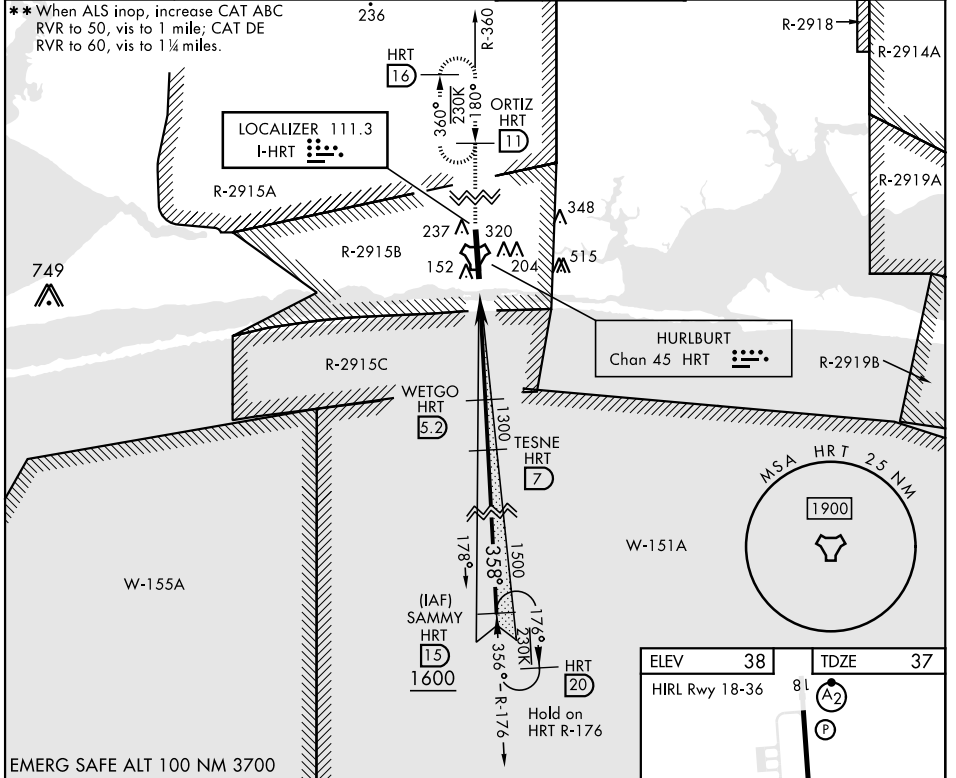 ** When ALS inop, increase CAT ABC
RVR to 50, vis to 1 mile; CAT DE
RVR to 60, vis to 1¼ miles.
236
R-360
R-2918
R-2914A
HRT
16
360°
230K
180°
ORTIZ
HRT
11
LOCALIZER 111.3
I-HRT
R-2915A
R-2919A
348
237
320
R-2915B
152
204
515
749
HURLBURT
Chan 45 HRT
R-2915C
R-2919B
WETGO
HRT
5.2
1300
TESNE
HRT
7
MSA HRT 25 NM
1900
178°
358°
1500
W-151A
W-155A
(IAF)
SAMMY
HRT
15
1600
176°
230K
356°
R-176
HRT
20
Hold on
HRT R-176
ELEV 38
TDZE 37
HIRL Rwy 18-36
18
A2
P
EMERG SAFE ALT 100 NM 3700